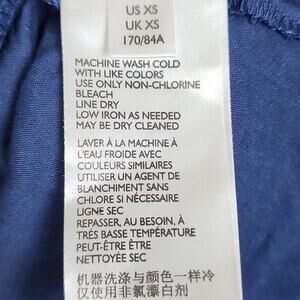 US XS
UK XS
170/84A
MACHINE WASH COLD
WITH LIKE COLORS
USE ONLY NON-CHLORINE
BLEACH
LINE DRY
LOW IRON AS NEEDED
MAY BE DRY CLEANED
LAVER À LA MACHINE À
L'EAU FROIDE AVEC
COULEURS SIMILAIRES
UTILISER UN AGENT DE
BLANCHIMENT SANS
CHLORE SI NÉCESSAIRE
LIGNE SEC
REPASSER, AU BESOIN, À
TRÈS BASSE TEMPÉRATURE
PEUT-ÊTRE ÊTRE
NETTOYÉE SEC
机器洗涤与颜色一样冷
仅使用非氯漂白剂